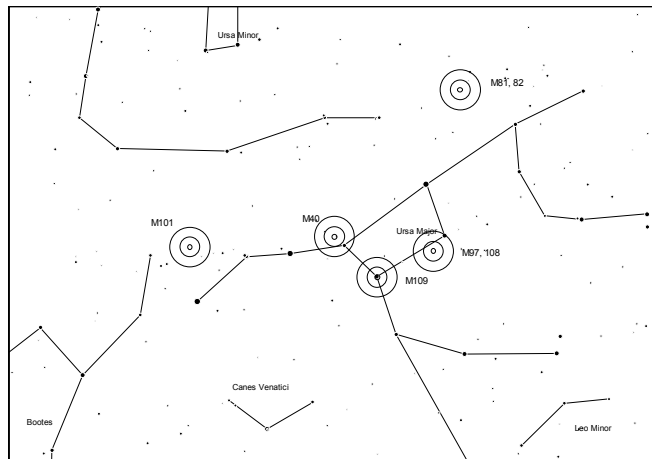 Ursa Minor
M81, 82
M101
M40
Ursa Major
M97, 108
M109
Canes Venatici
Bootes
Leo Minor